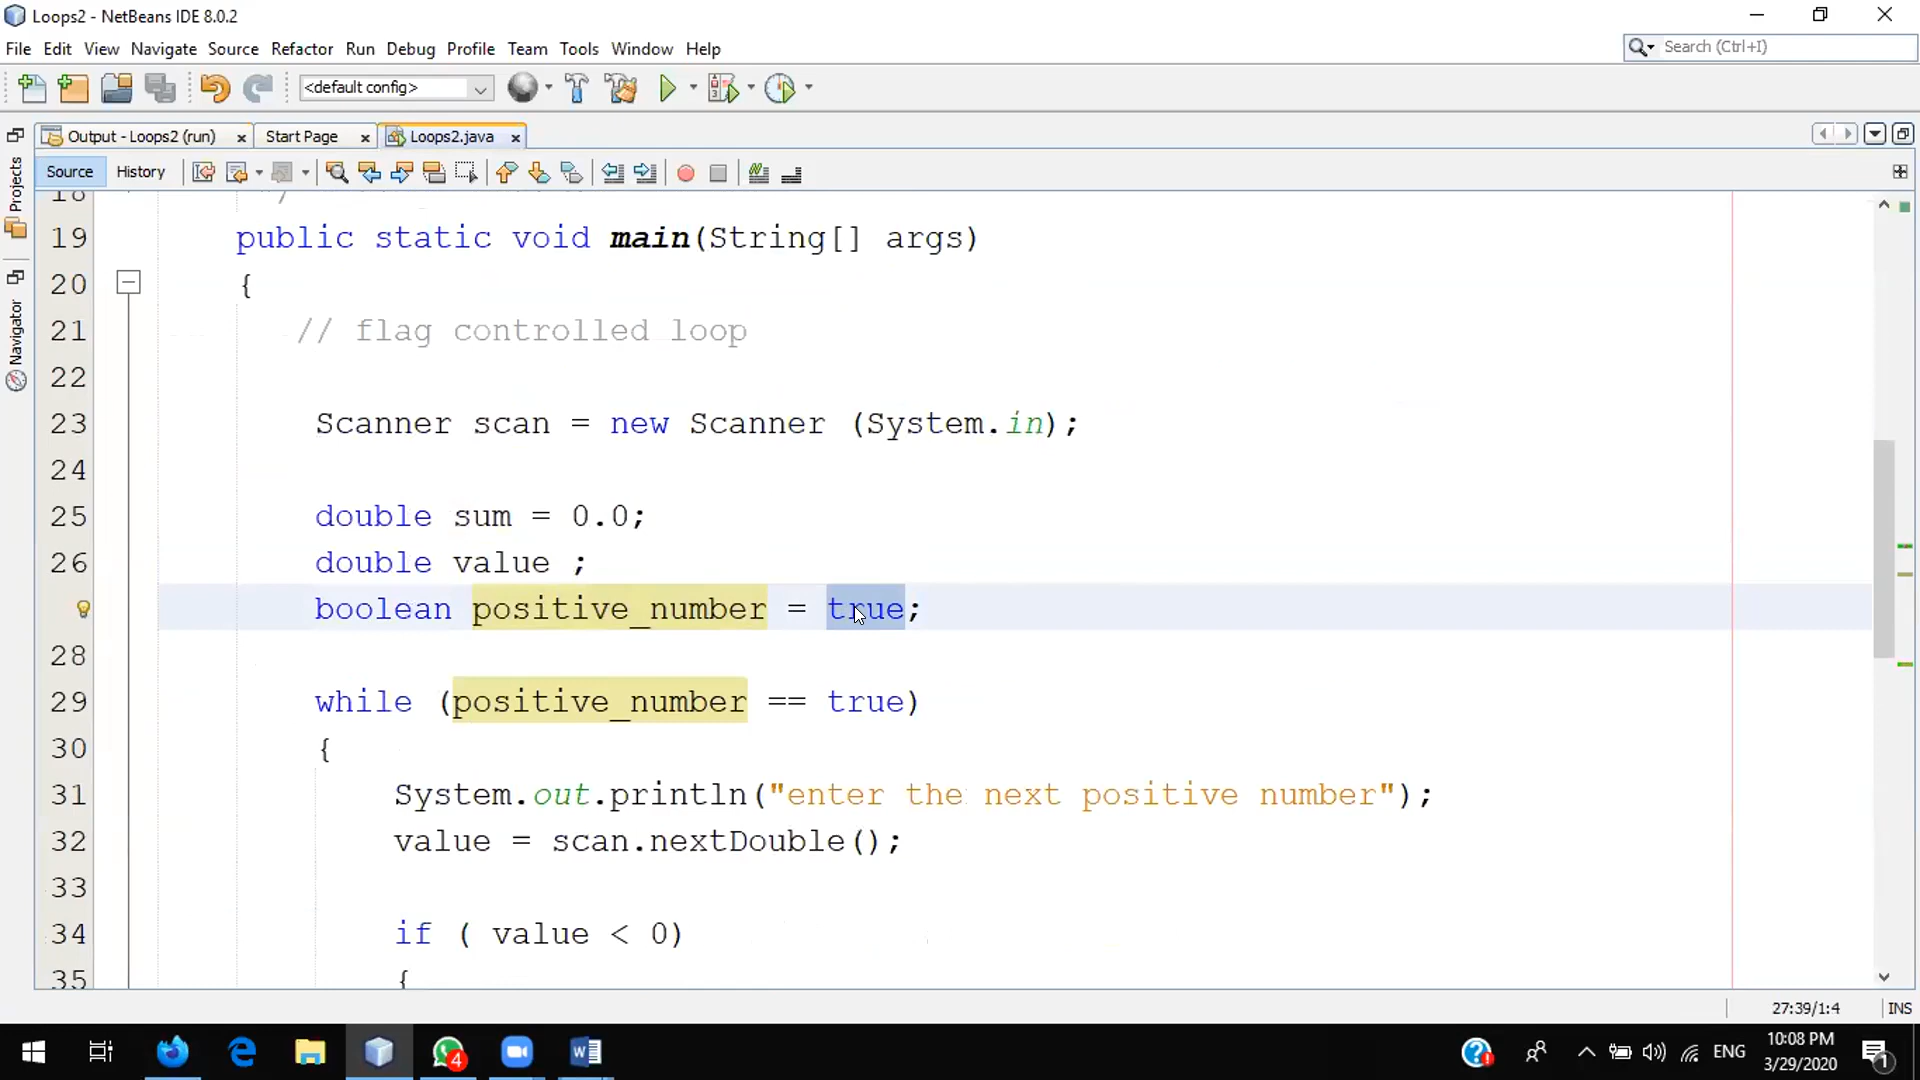 Loops2 - NetBeans IDE 8.0.2
File Edit View Navigate Source Refactor Run Debug Profile Team Tools Window Help
Search (Ctrl+I)
<default config>
Output - Loops2 (run) Start Page Loops2.java
Source History
Projects
Navigator
18 */
19 public static void main(String[] args)
20 {
21 // flag controlled loop
22
23 Scanner scan = new Scanner (System.in);
24
25 double sum = 0.0;
26 double value ;
boolean positive_number = true;
28
29 while (positive_number == true)
30 {
31 System.out.println("enter the next positive number");
32 value = scan.nextDouble();
33
34 if ( value < 0)
35 {
27:39/1:4 INS
4
ENG
10:08 PM
3/29/2020
1